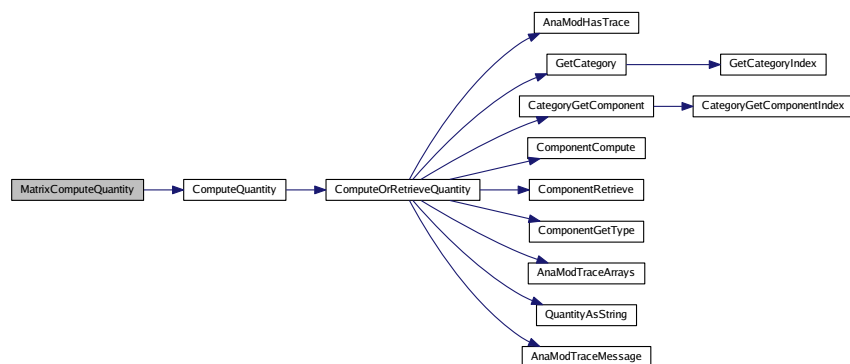 AnaModHasTrace
GetCategory
GetCategoryIndex
CategoryGetComponent
CategoryGetComponentIndex
ComponentCompute
MatrixComputeQuantity
ComputeQuantity
ComputeOrRetrieveQuantity
ComponentRetrieve
ComponentGetType
AnaModTraceArrays
QuantityAsString
AnaModTraceMessage